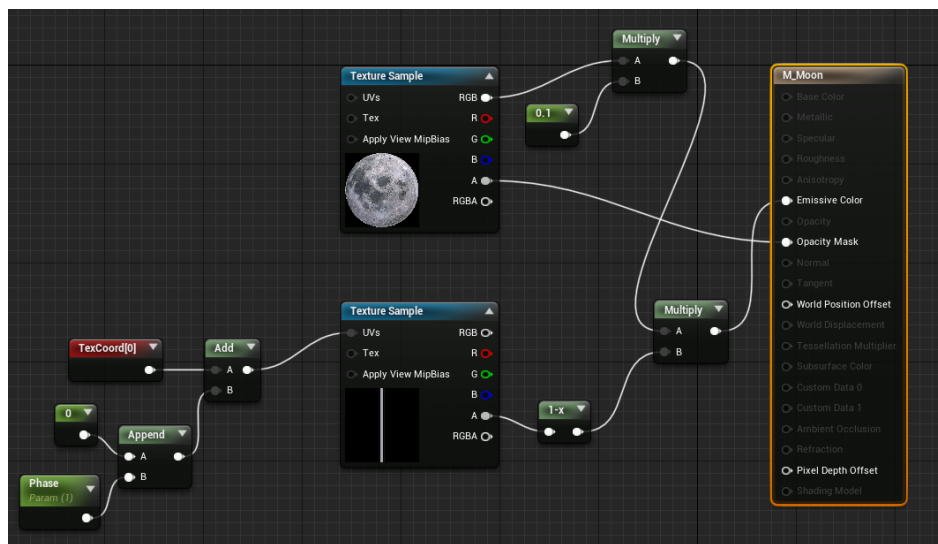 Multiply
A
B
Texture Sample
UVs
RGB
Tex
R
Apply View MipBias
G
B
A
RGBA
0.1
M_Moon
Base Color
Metallic
Specular
Roughness
Anisotropy
Emissive Color
Opacity
Opacity Mask
Normal
Tangent
World Position Offset
World Displacement
Tessellation Multiplier
Subsurface Color
Custom Data 0
Custom Data 1
Ambient Occlusion
Refraction
Pixel Depth Offset
Shading Model
Texture Sample
UVs
RGB
Tex
R
Apply View MipBias
G
B
A
RGBA
Multiply
A
B
TexCoord[0]
Add
A
B
0
Append
A
B
1-x
Phase
Param (1)